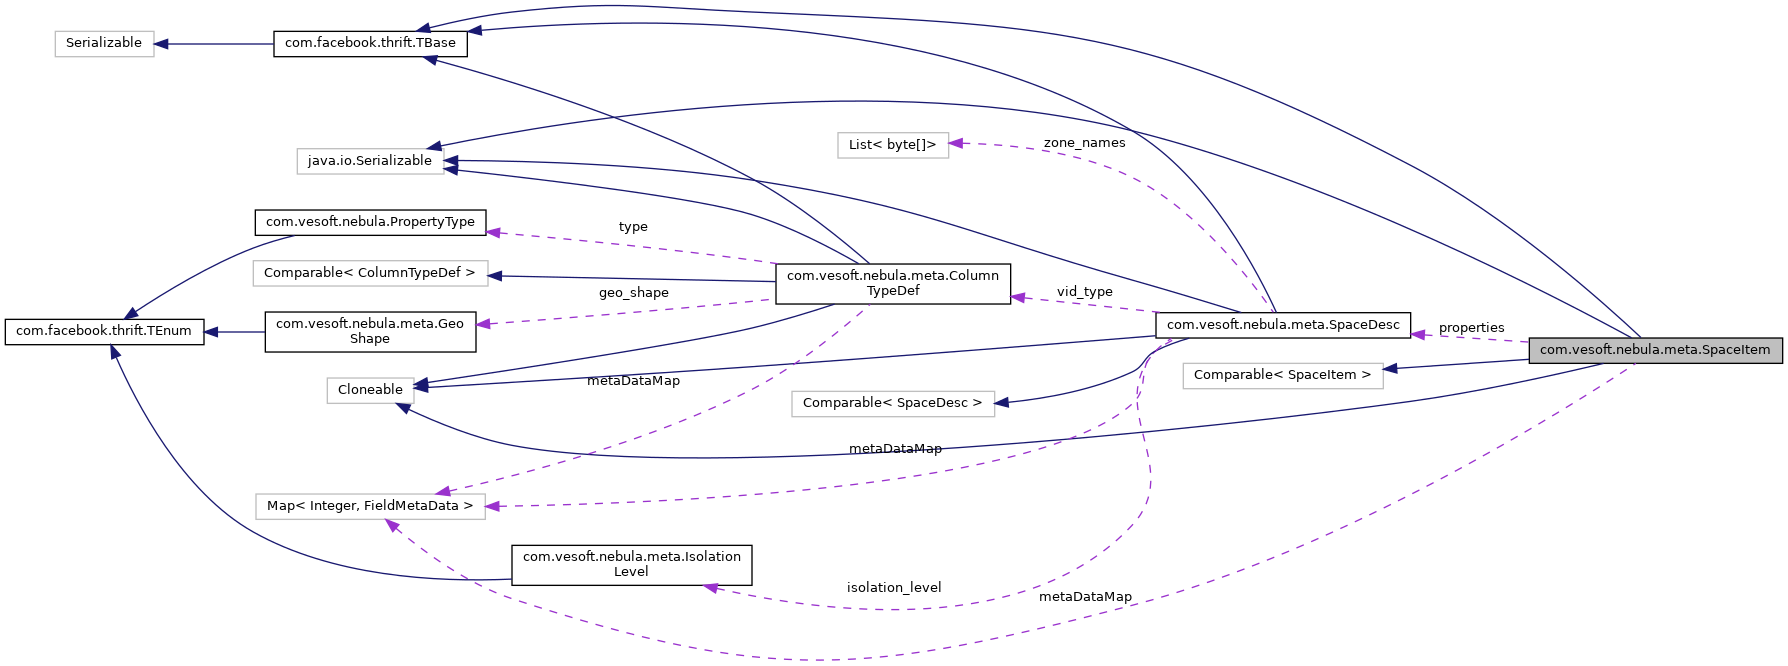 Serializable
com.facebook.thrift.TBase
java.io.Serializable
List< byte[]>
zone_names
com.vesoft.nebula.PropertyType
type
Comparable< ColumnTypeDef >
com.vesoft.nebula.meta.Column
TypeDef
geo_shape
vid_type
com.facebook.thrift.TEnum
com.vesoft.nebula.meta.Geo
Shape
com.vesoft.nebula.meta.SpaceDesc
properties
com.vesoft.nebula.meta.SpaceItem
Cloneable
metaDataMap
Comparable< SpaceDesc >
Comparable< SpaceItem >
metaDataMap
Map< Integer, FieldMetaData >
com.vesoft.nebula.meta.Isolation
Level
isolation_level
metaDataMap